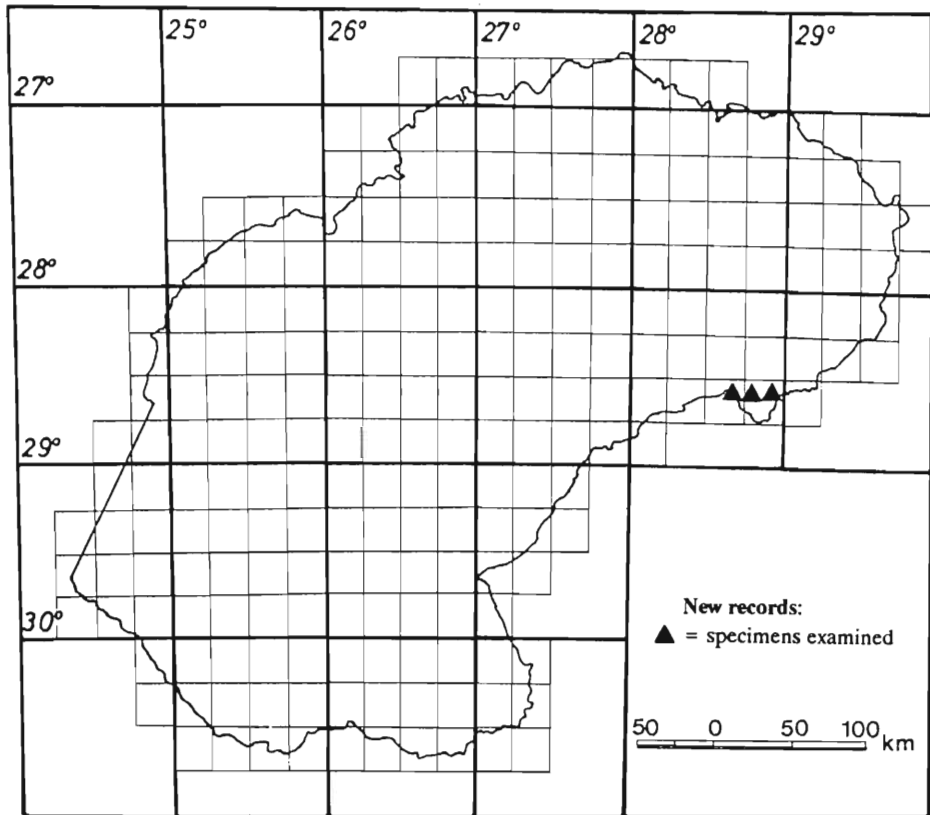 25° 26° 27° 28° 29°
27°
28°
29°
30°
New records:
▲ = specimens examined
50 0 50 100 km